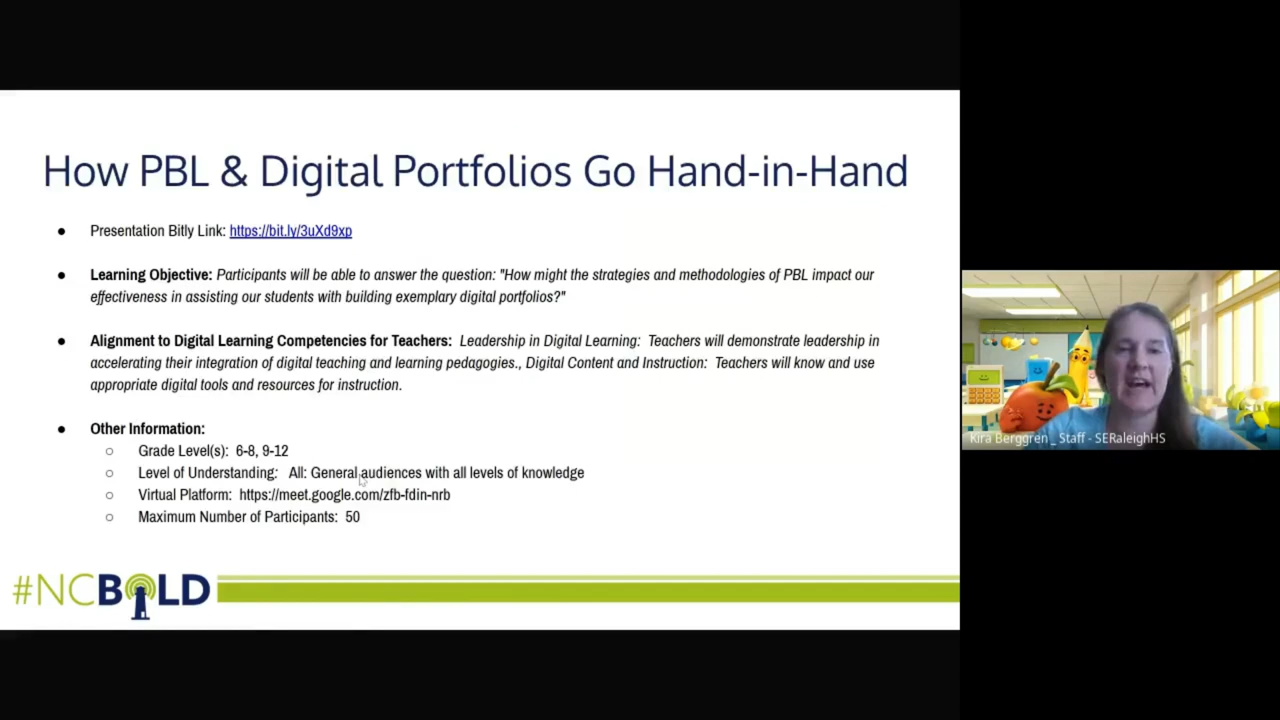 How PBL & Digital Portfolios Go Hand-in-Hand
● Presentation Bitly Link: https://bit.ly/3uXd9xp
● Learning Objective: Participants will be able to answer the question: "How might the strategies and methodologies of PBL impact our
effectiveness in assisting our students with building exemplary digital portfolios?"
● Alignment to Digital Learning Competencies for Teachers: Leadership in Digital Learning: Teachers will demonstrate leadership in
accelerating their integration of digital teaching and learning pedagogies., Digital Content and Instruction: Teachers will know and use
appropriate digital tools and resources for instruction.
● Other Information:
○ Grade Level(s): 6-8, 9-12
○ Level of Understanding: All: General audiences with all levels of knowledge
○ Virtual Platform: https://meet.google.com/zfb-fdin-nrb
○ Maximum Number of Participants: 50
#NCBOLD
Kira Berggren _ Staff - SERaleighHS